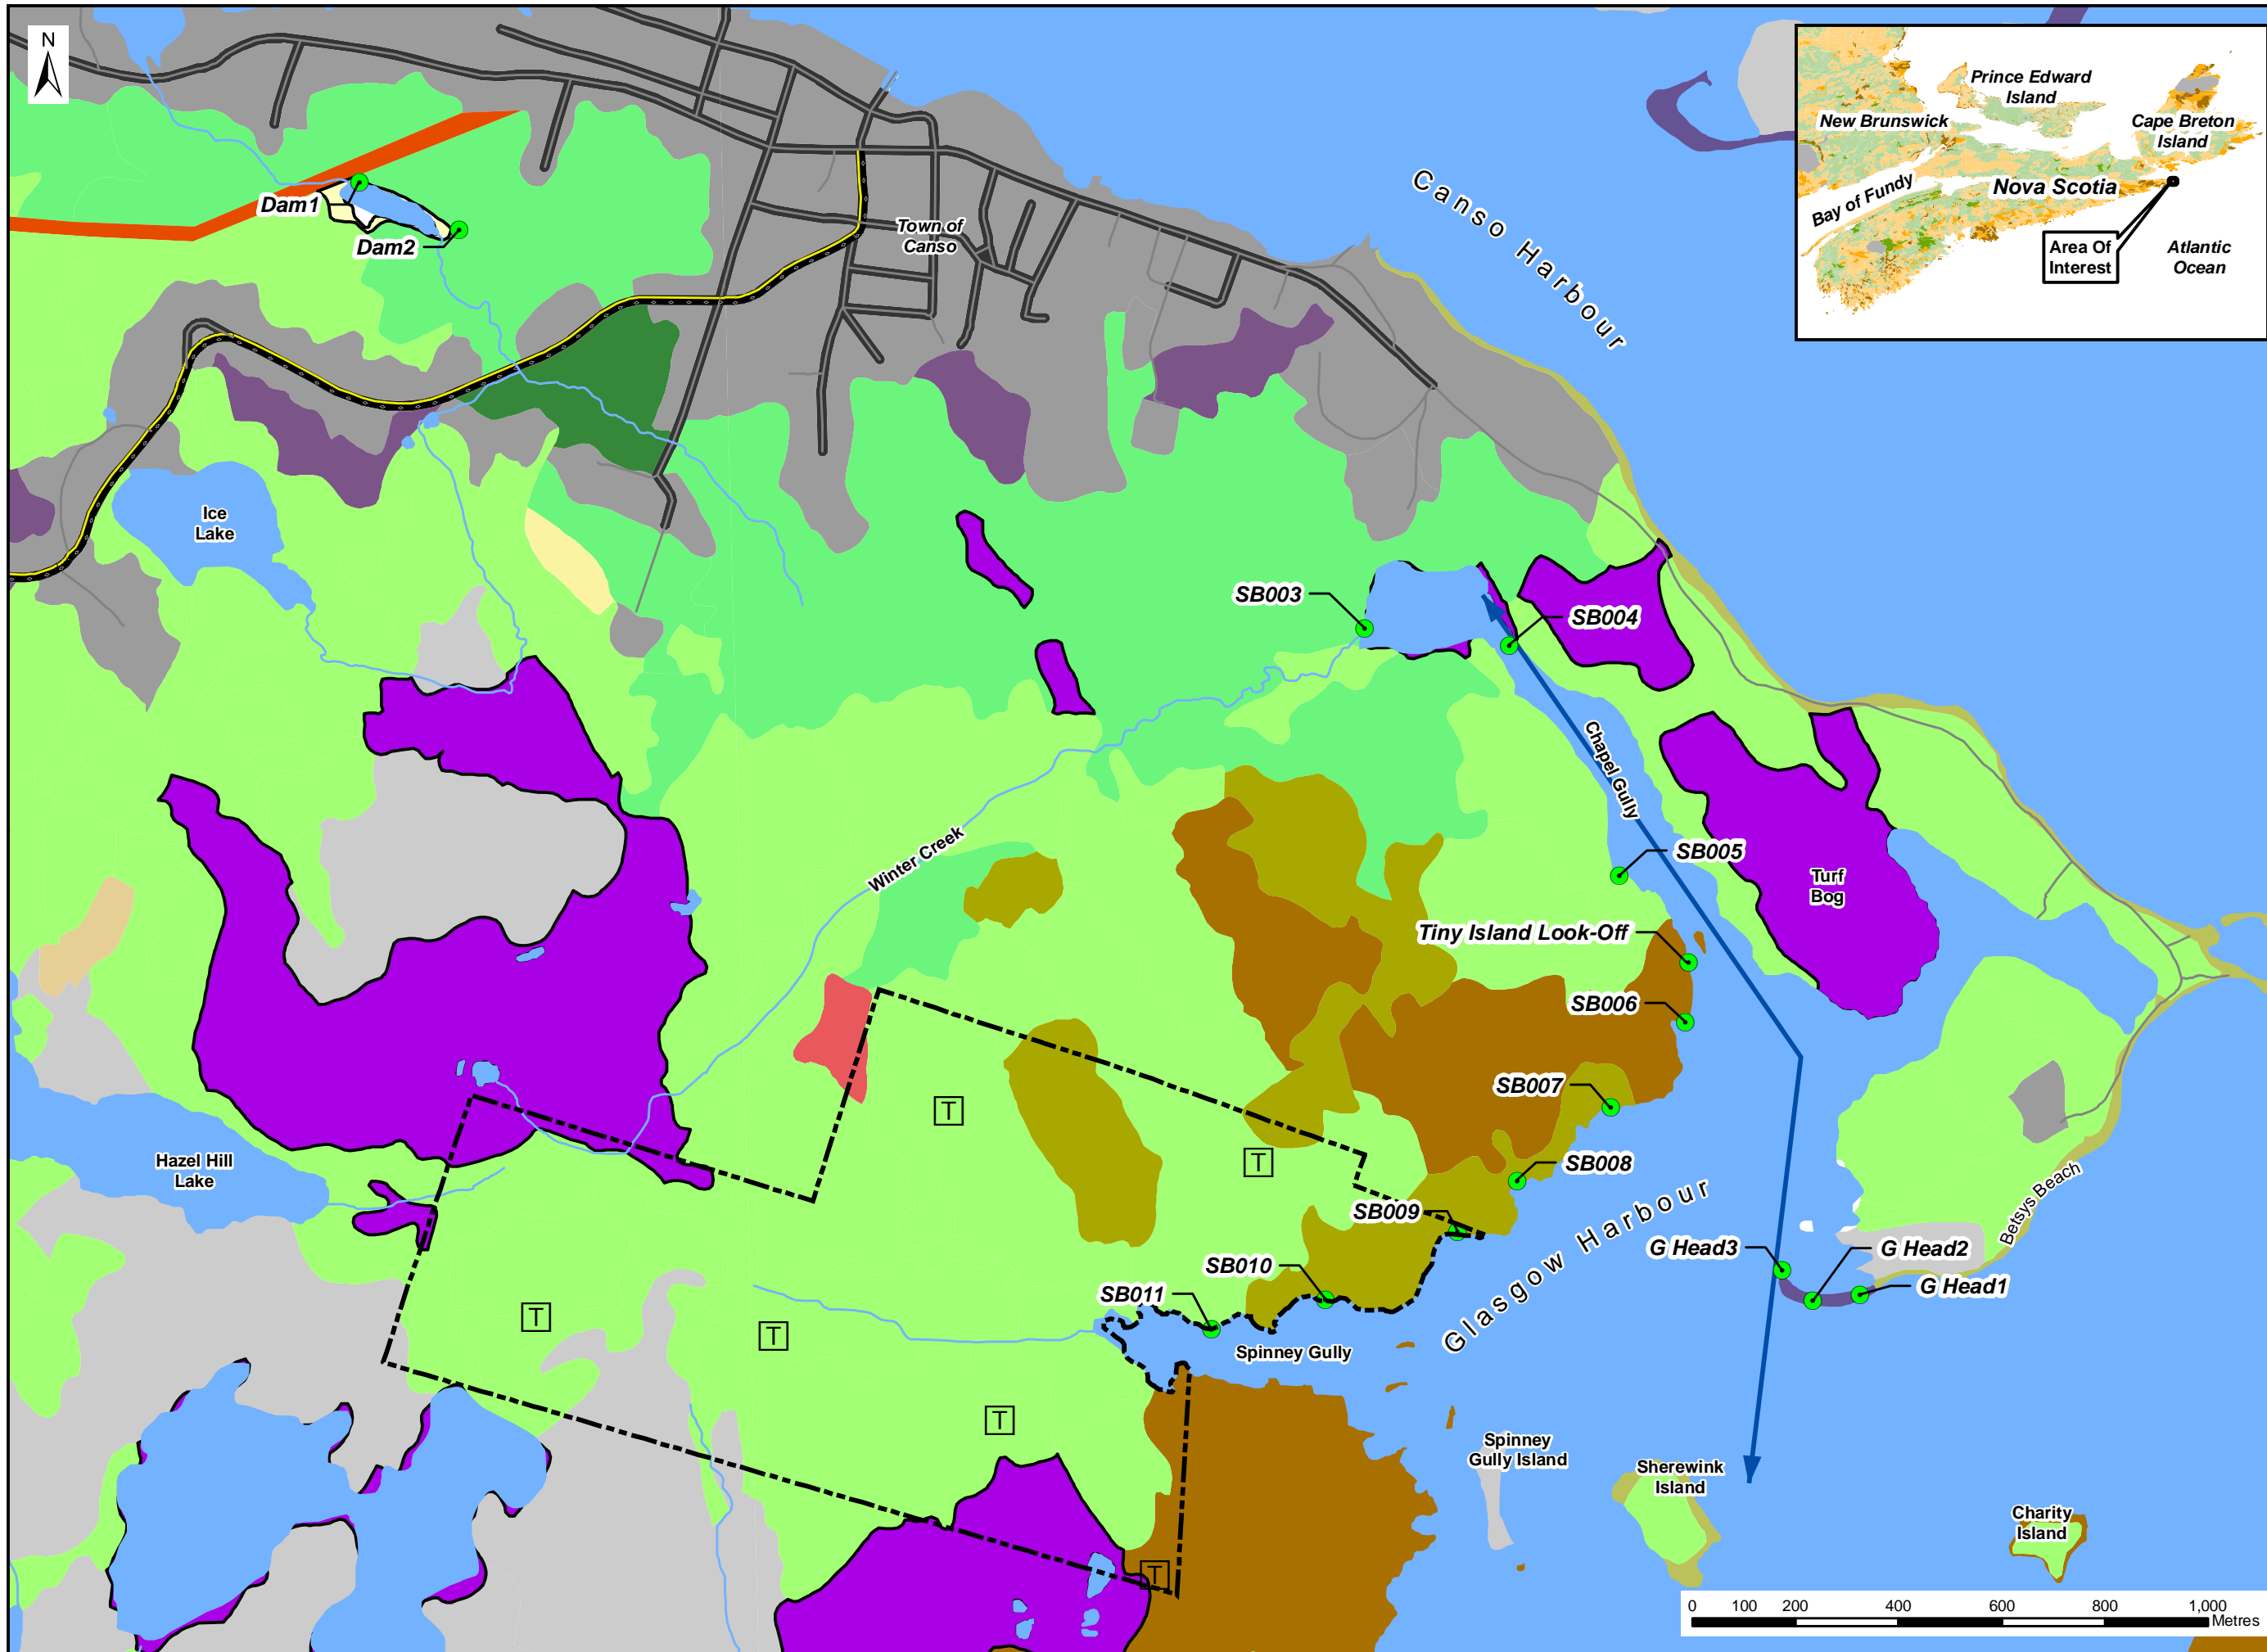 N
Prince Edward
Island
New Brunswick
Cape Breton
Island
Nova Scotia
Bay of Fundy
Area Of
Interest
Atlantic
Ocean
Canso Harbour
Town of
Canso
Dam1
Dam2
Ice
Lake
SB003
SB004
Chapel Gully
SB005
Turf
Bog
Winter Creek
Tiny Island Look-Off
SB006
SB007
T
T
SB008
Hazel Hill
Lake
SB009
Glasgow Harbour
Betsys Beach
G Head3
G Head2
G Head1
SB010
SB011
T
T
Spinney Gully
T
Spinney
Gully Island
Sherewink
Island
Charity
Island
T
0 100 200 400 600 800 1,000
Metres